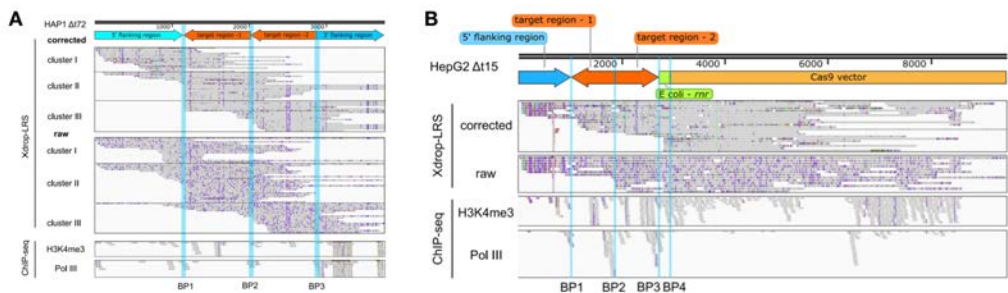 A
HAP1 Δt72
1000
2000
3000
5' flanking region
target region -1
target region -2
3' flanking region
corrected
cluster I
cluster II
cluster III
raw
cluster I
cluster II
cluster III
Xdrop-LRS
H3K4me3
Pol III
ChIP-seq
BP1
BP2
BP3
B
target region - 1
5' flanking region
target region - 2
HepG2 Δt15
2000
4000
6000
8000
Cas9 vector
E coli - rnr
corrected
raw
Xdrop-LRS
H3K4me3
Pol III
ChIP-seq
BP1
BP2
BP3
BP4